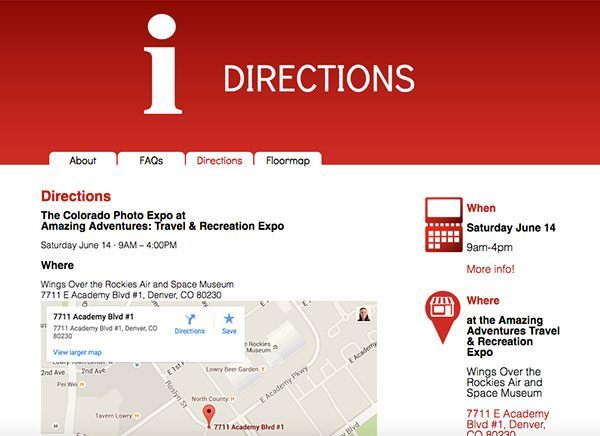 i
DIRECTIONS
About
FAQs
Directions
Floormap
Directions
The Colorado Photo Expo at
Amazing Adventures: Travel & Recreation Expo
Saturday June 14 · 9AM – 4:00PM
Where
Wings Over the Rockies Air and Space Museum
7711 E Academy Blvd #1, Denver, CO 80230
7711 Academy Blvd #1
7711 Academy Blvd #1, Denver, CO
80230
Directions
Save
View larger map
e Rockies
Museum
E 1st P
Lowry Beer Garden
2nd Ave
2nd Ave
E Academy Pkwy
Pei Wei
Roslyn St
Tavern Lowry
North County
7711 Academy Blvd #1
When
Saturday June 14
9am-4pm
More info!
Where
at the Amazing
Adventures Travel
& Recreation
Expo
Wings Over the
Rockies Air and
Space Museum
7711 E Academy
Blvd #1, Denver,
CO 80230